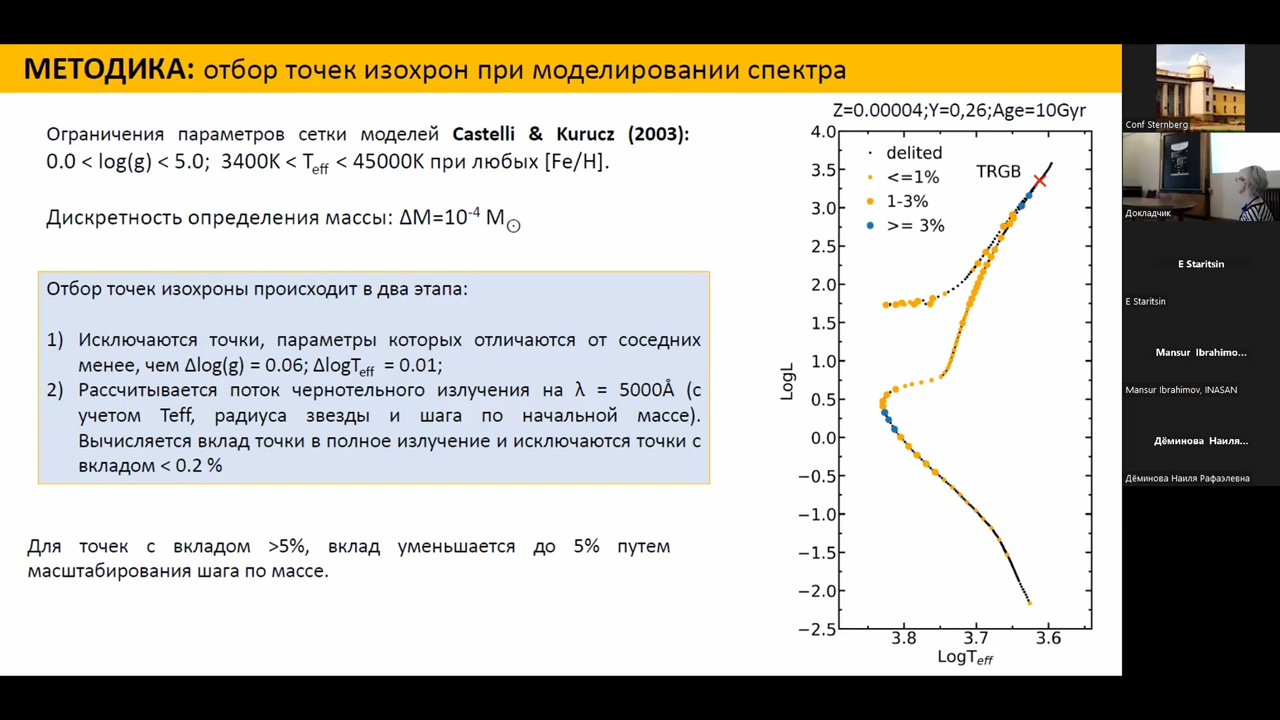 МЕТОДИКА: отбор точек изохрон при моделировании спектра
Ограничения параметров сетки моделей Castelli & Kurucz (2003):
0.0 < log(g) < 5.0; 3400K < Teff < 45000K при любых [Fe/H].
Дискретность определения массы: ΔM=10⁻⁴ M☉
Отбор точек изохроны происходит в два этапа:
1) Исключаются точки, параметры которых отличаются от соседних
менее, чем Δlog(g) = 0.06; ΔlogTeff = 0.01;
2) Рассчитывается поток чернотельного излучения на λ = 5000Å (с
учетом Teff, радиуса звезды и шага по начальной массе).
Вычисляется вклад точки в полное излучение и исключаются точки с
вкладом < 0.2 %
Для точек с вкладом >5%, вклад уменьшается до 5% путем
масштабирования шага по массе.
Z=0.00004;Y=0,26;Age=10Gyr
delited
<=1%
1-3%
>= 3%
TRGB
LogL
4.0
3.5
3.0
2.5
2.0
1.5
1.0
0.5
0.0
−0.5
−1.0
−1.5
−2.0
−2.5
3.8 3.7 3.6
LogTeff
Conf Sternberg
Докладчик
E Staritsin
E Staritsin
Mansur Ibrahimo...
Mansur Ibrahimov, INASAN
Дёминова Наиля...
Дёминова Наиля Рафаэлевна